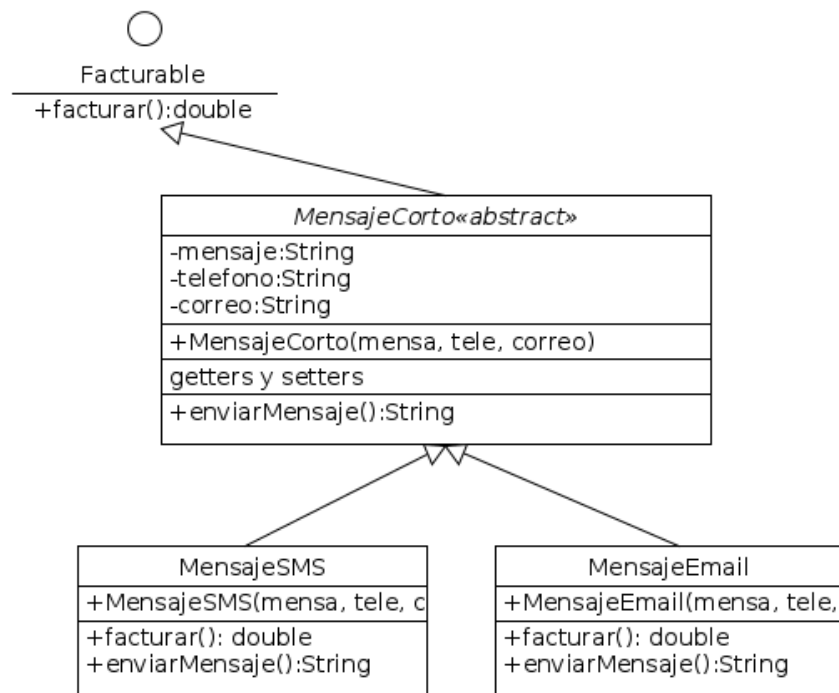 Facturable
+facturar():double
MensajeCorto«abstract»
-mensaje:String
-telefono:String
-correo:String
+MensajeCorto(mensa, tele, correo)
getters y setters
+enviarMensaje():String
MensajeSMS
+MensajeSMS(mensa, tele, c
+facturar(): double
+enviarMensaje():String
MensajeEmail
+MensajeEmail(mensa, tele,
+facturar(): double
+enviarMensaje():String